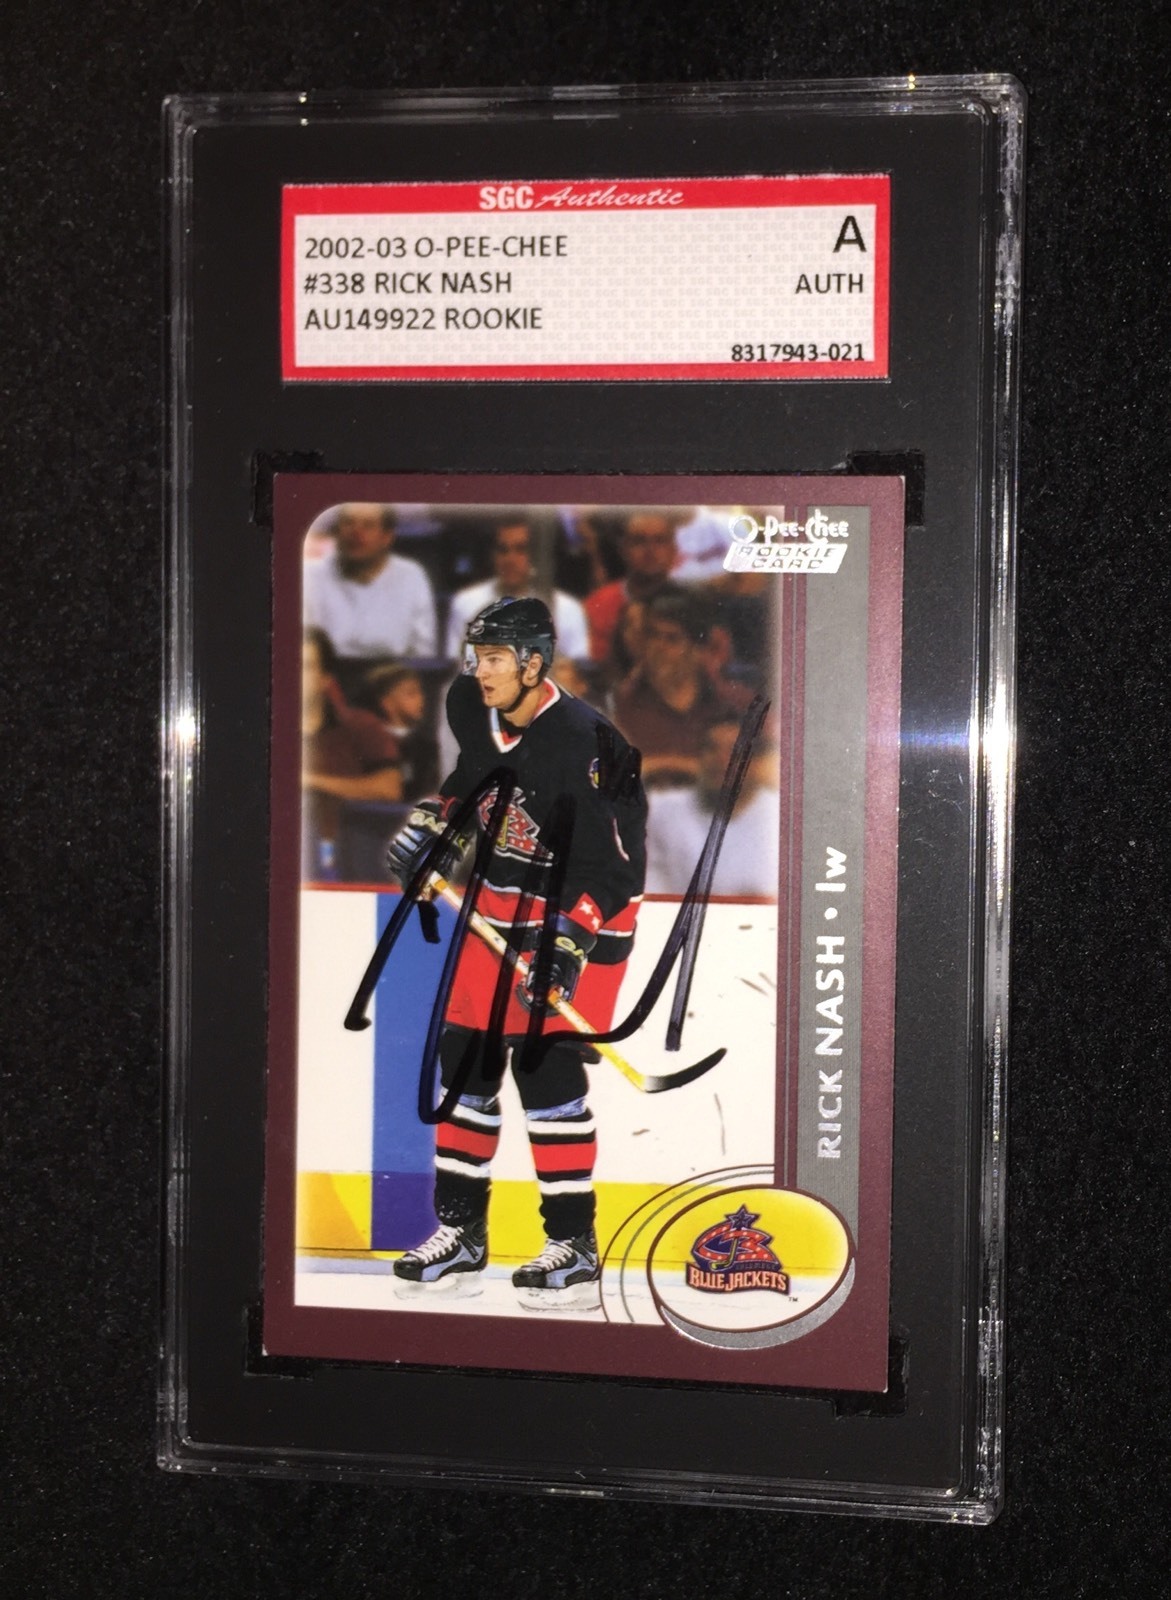 SGC Authentic
2002-03 O-PEE-CHEE
A
#338 RICK NASH
AUTH
AU149922 ROOKIE
8317943-021
O-Pee-Chee
ROOKIE
CARD
RICK NASH • lw
BLUE JACKETS
TM